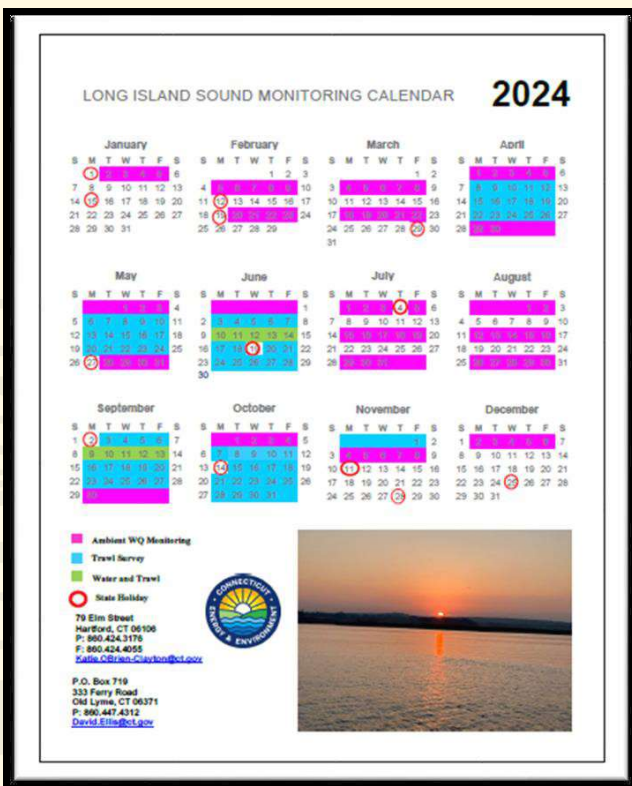 LONG ISLAND SOUND MONITORING CALENDAR 2024
January February March April
S M T W T F S S M T W T F S S M T W T F S S M T W T F S
1 2 3 4 5 6 1 2 3 1 2 1 2 3 4 5 6
7 8 9 10 11 12 13 4 5 6 7 8 9 10 3 4 5 6 7 8 9 7 8 9 10 11 12 13
14 15 16 17 18 19 20 11 12 13 14 15 16 17 10 11 12 13 14 15 16 14 15 16 17 18 19 20
21 22 23 24 25 26 27 18 19 20 21 22 23 24 17 18 19 20 21 22 23 21 22 23 24 25 26 27
28 29 30 31 25 26 27 28 29 24 25 26 27 28 29 30 28 29 30
31
May June July August
S M T W T F S S M T W T F S S M T W T F S S M T W T F S
1 2 3 4 1 1 2 3 4 5 6 1 2 3
5 6 7 8 9 10 11 2 3 4 5 6 7 8 7 8 9 10 11 12 13 4 5 6 7 8 9 10
12 13 14 15 16 17 18 9 10 11 12 13 14 15 14 15 16 17 18 19 20 11 12 13 14 15 16 17
19 20 21 22 23 24 25 16 17 18 19 20 21 22 21 22 23 24 25 26 27 18 19 20 21 22 23 24
26 27 28 29 30 31 23 24 25 26 27 28 29 28 29 30 31 25 26 27 28 29 30 31
30
September October November December
S M T W T F S S M T W T F S S M T W T F S S M T W T F S
1 2 3 4 5 6 7 1 2 3 4 5 1 2 1 2 3 4 5 6 7
8 9 10 11 12 13 14 6 7 8 9 10 11 12 3 4 5 6 7 8 9 8 9 10 11 12 13 14
15 16 17 18 19 20 21 13 14 15 16 17 18 19 10 11 12 13 14 15 16 15 16 17 18 19 20 21
22 23 24 25 26 27 28 20 21 22 23 24 25 26 17 18 19 20 21 22 23 22 23 24 25 26 27 28
29 30 27 28 29 30 31 24 25 26 27 28 29 30 29 30 31
Ambient WQ Monitoring
Trawl Survey
Water and Trawl
State Holiday
CONNECTICUT
ENERGY & ENVIRONMENT
79 Elm Street
Hartford, CT 06106
P: 860.424.3176
F: 860.424.4055
Katie.OBrien-Clayton@ct.gov
P.O. Box 719
333 Ferry Road
Old Lyme, CT 06371
P: 860.447.4312
David.Ellis@ct.gov